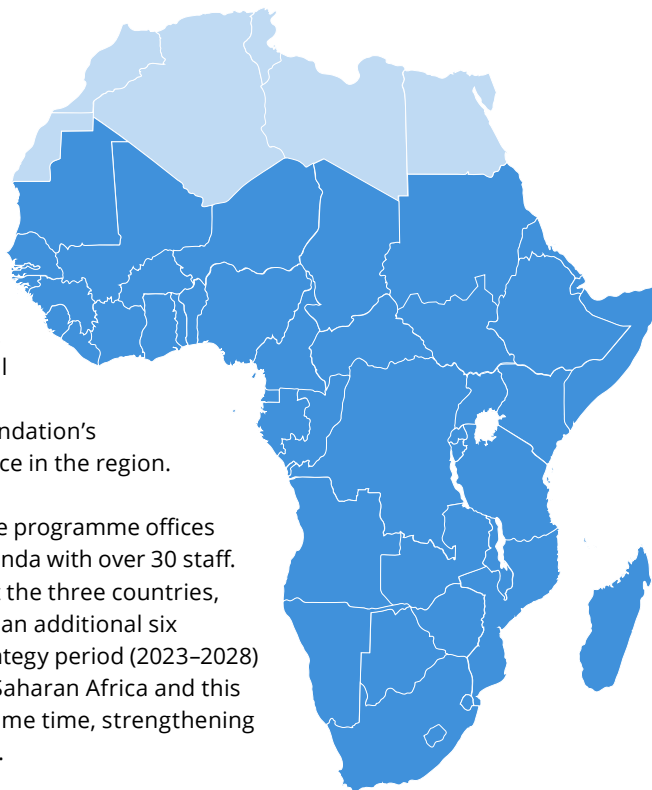 l
ndation’s
ce in the region.
e programme offices
nda with over 30 staff.
t the three countries,
an additional six
ategy period (2023–2028)
Saharan Africa and this
me time, strengthening
.